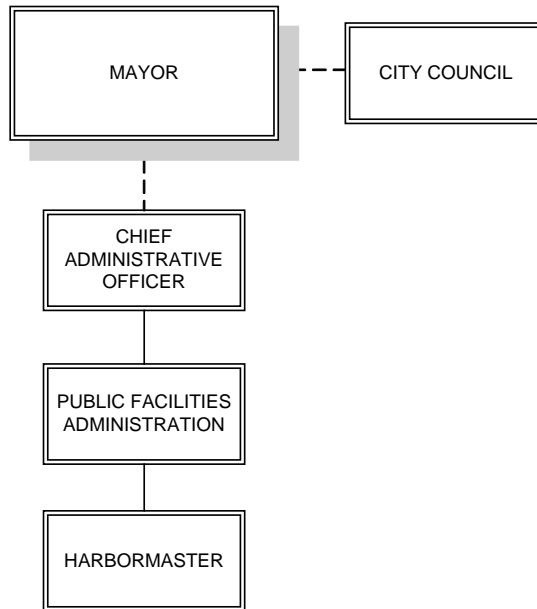 MAYOR
CITY COUNCIL
CHIEF
ADMINISTRATIVE
OFFICER
PUBLIC FACILITIES
ADMINISTRATION
HARBORMASTER